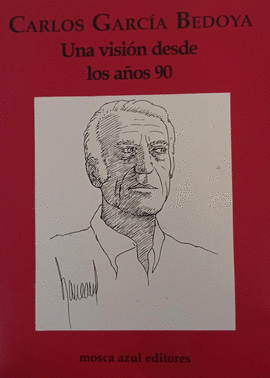 CARLOS GARCÍA BEDOYA
Una visión desde
los años 90
mosca azul editores